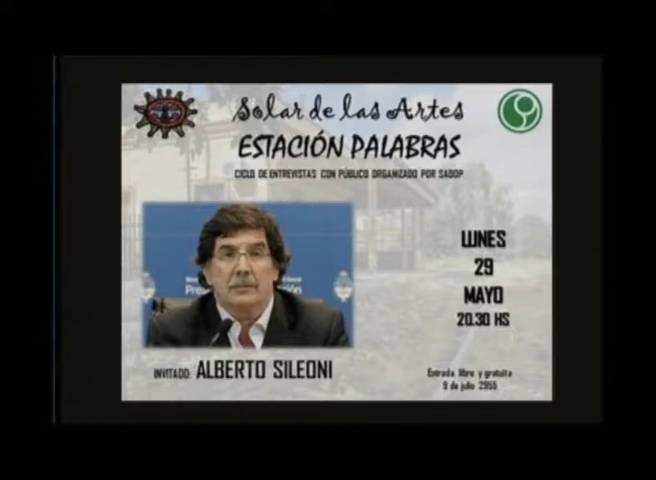 Solar de las Artes
ESTACIÓN PALABRAS
CICLO DE ENTREVISTAS CON PÚBLICO ORGANIZADO POR SADOP
LUNES
29
MAYO
20.30 HS
INVITADO: ALBERTO SILEONI
Entrada libre y gratuita
9 de julio 2955